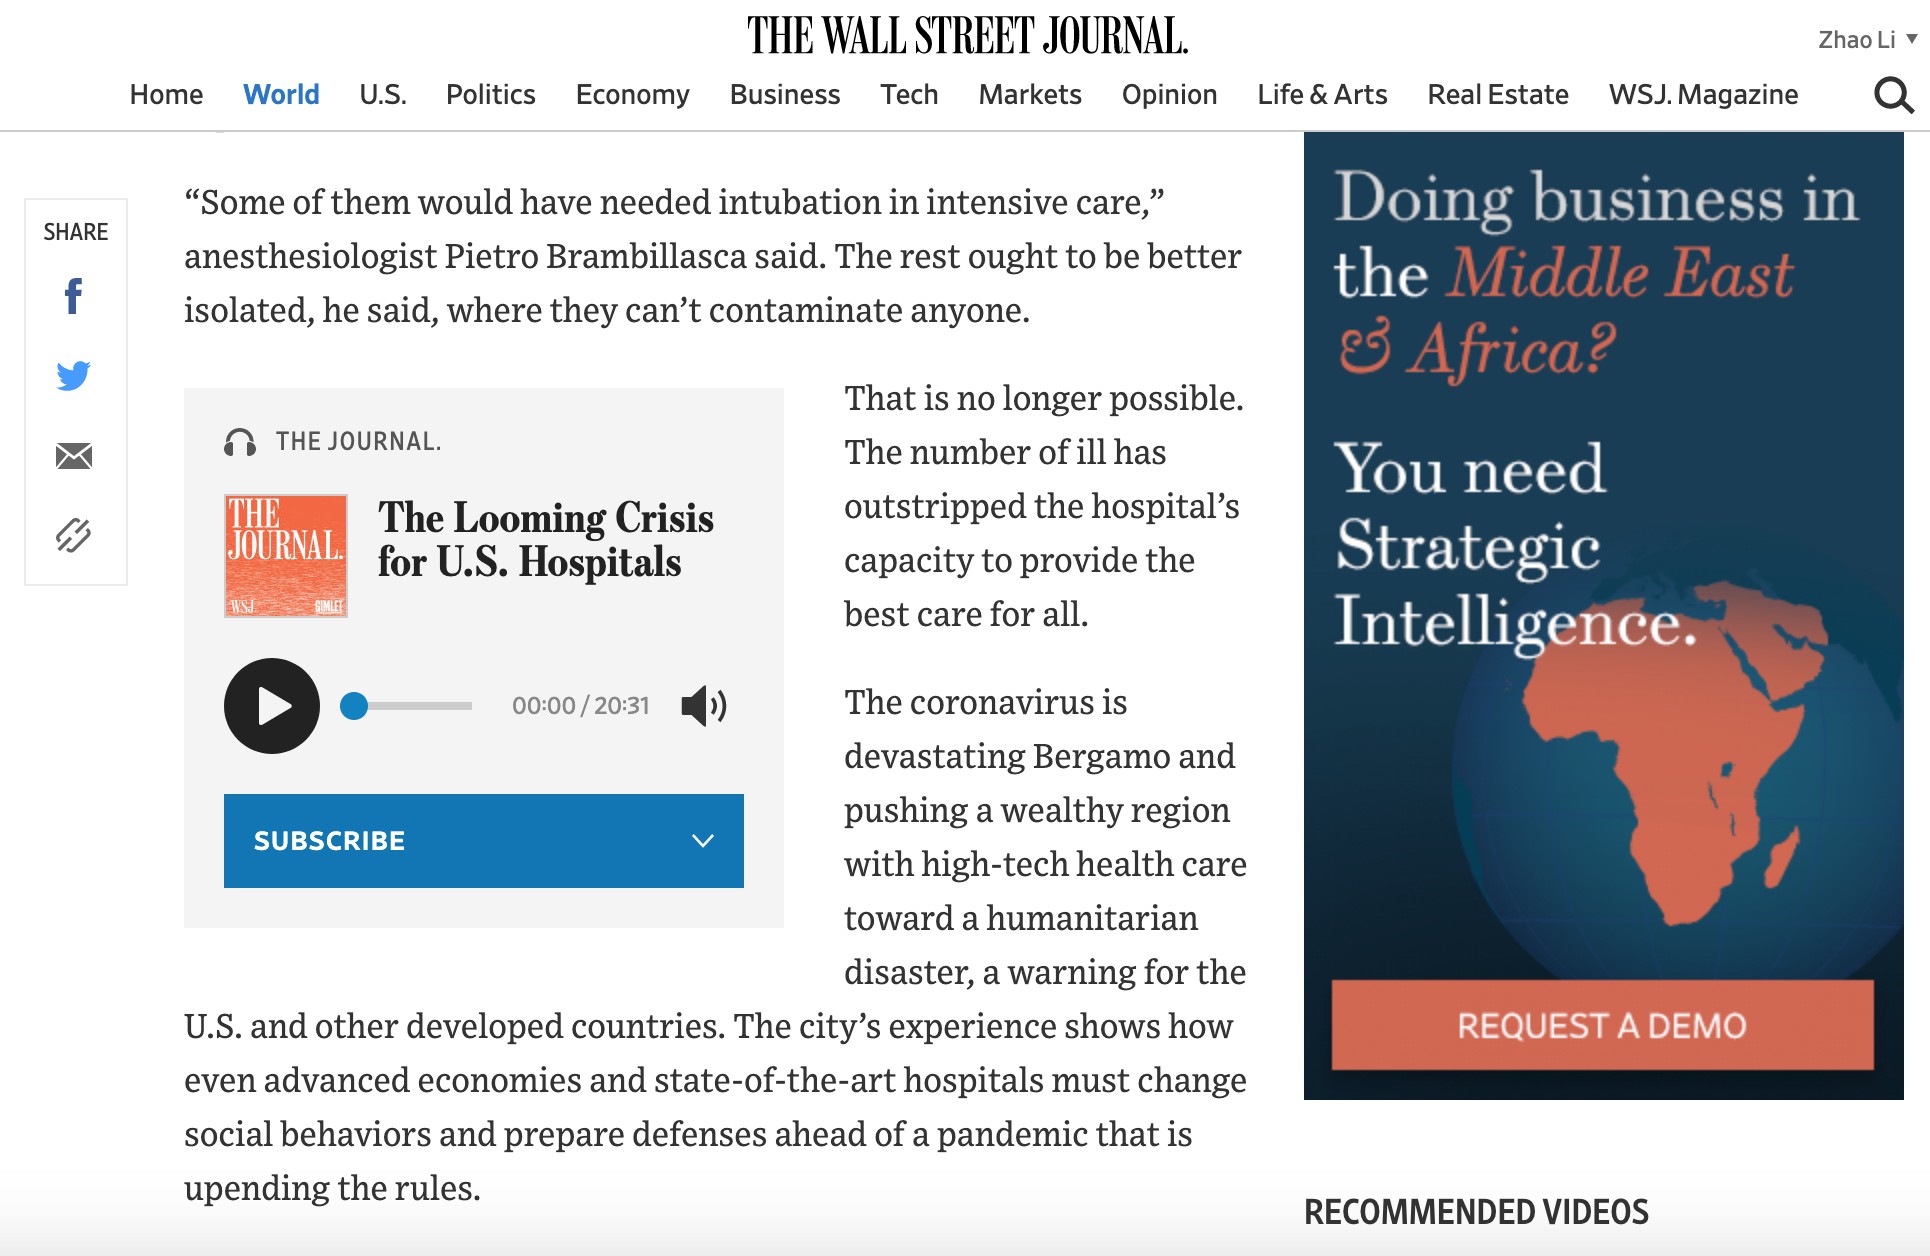 THE WALL STREET JOURNAL.
Zhao Li
Home World U.S. Politics Economy Business Tech Markets Opinion Life & Arts Real Estate WSJ. Magazine
SHARE
“Some of them would have needed intubation in intensive care,”
anesthesiologist Pietro Brambillasca said. The rest ought to be better
isolated, he said, where they can’t contaminate anyone.
THE JOURNAL.
THE
JOURNAL.
WSJ
GIMLET
The Looming Crisis
for U.S. Hospitals
00:00 / 20:31
SUBSCRIBE
That is no longer possible.
The number of ill has
outstripped the hospital’s
capacity to provide the
best care for all.
The coronavirus is
devastating Bergamo and
pushing a wealthy region
with high-tech health care
toward a humanitarian
disaster, a warning for the
U.S. and other developed countries. The city’s experience shows how
even advanced economies and state-of-the-art hospitals must change
social behaviors and prepare defenses ahead of a pandemic that is
upending the rules.
Doing business in
the Middle East
& Africa?
You need
Strategic
Intelligence.
REQUEST A DEMO
RECOMMENDED VIDEOS